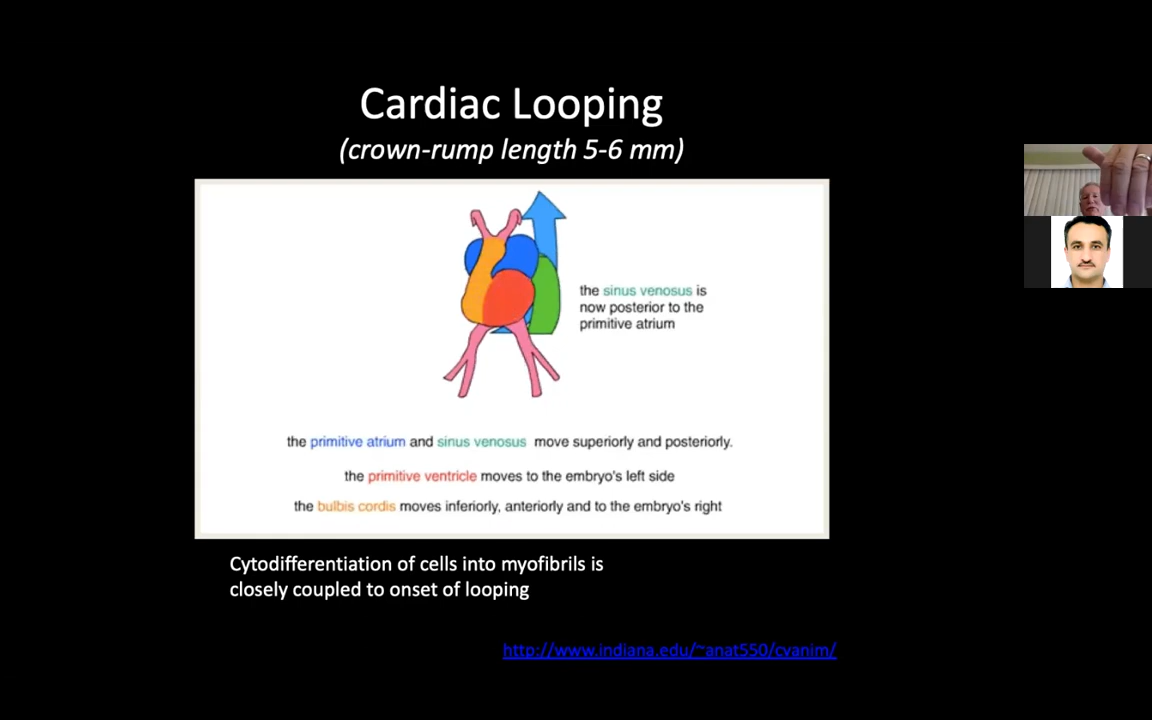 Cardiac Looping
(crown-rump length 5-6 mm)
the sinus venosus is
now posterior to the
primitive atrium
the primitive atrium and sinus venosus move superiorly and posteriorly.
the primitive ventricle moves to the embryo's left side
the bulbis cordis moves inferiorly, anteriorly and to the embryo's right
Cytodifferentiation of cells into myofibrils is
closely coupled to onset of looping
http://www.indiana.edu/~anat550/cvanim/